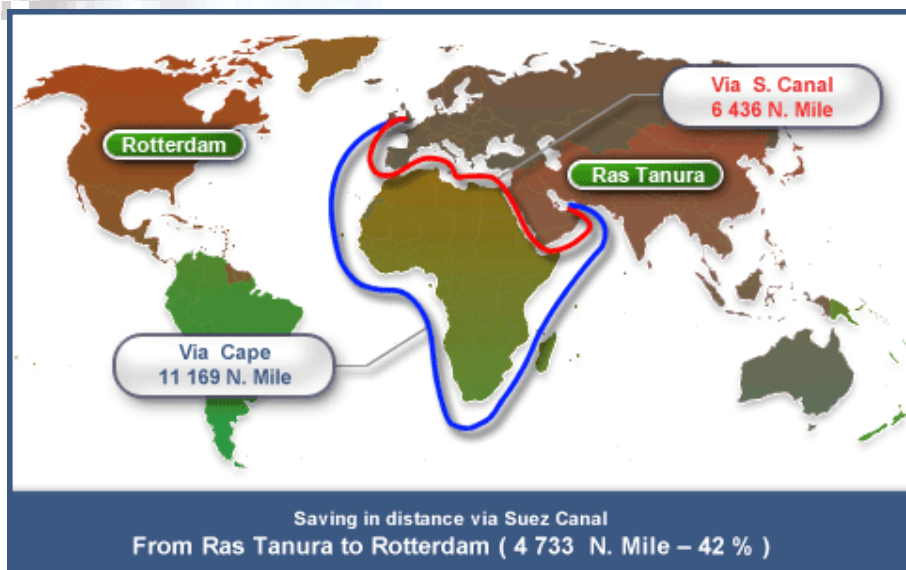 Via S. Canal
6 436 N. Mile
Rotterdam
Ras Tanura
Via Cape
11 169 N. Mile
Saving in distance via Suez Canal
From Ras Tanura to Rotterdam ( 4 733 N. Mile – 42 % )